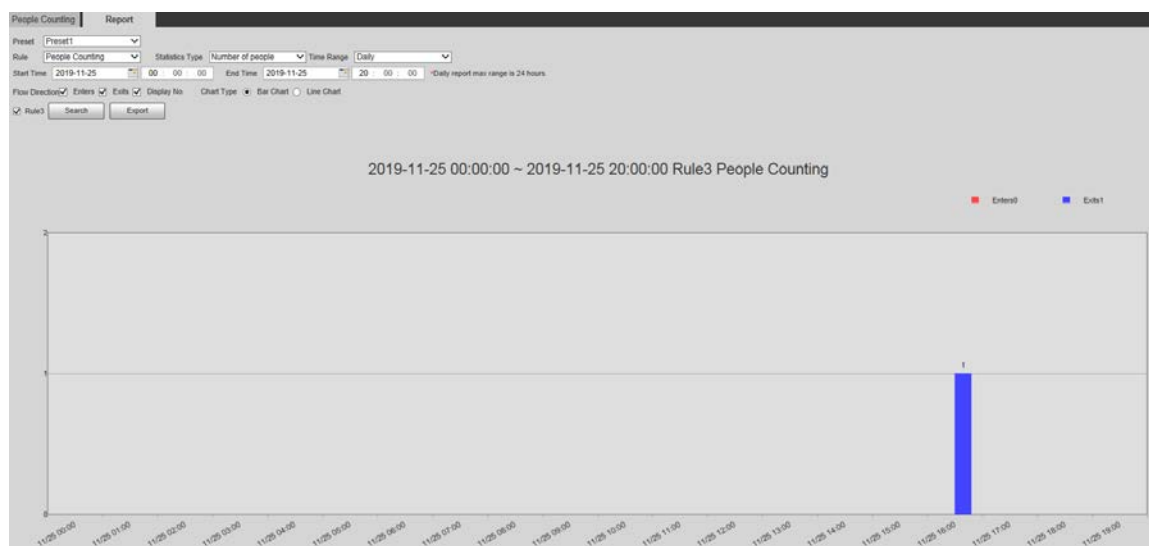 People Counting Report
Preset Preset1
Rule People Counting Statistics Type Number of people Time Range Daily
Start Time 2019-11-25 00 : 00 : 00 End Time 2019-11-25 20 : 00 : 00 *Daily report max range is 24 hours.
Flow Direction Enters Exits Display No. Chart Type Bar Chart Line Chart
Rule3 Search Export
2019-11-25 00:00:00 ~ 2019-11-25 20:00:00 Rule3 People Counting
Enters0 Exits1
2
1
1
0
11/25 00:00 11/25 01:00 11/25 02:00 11/25 03:00 11/25 04:00 11/25 05:00 11/25 06:00 11/25 07:00 11/25 08:00 11/25 09:00 11/25 10:00 11/25 11:00 11/25 12:00 11/25 13:00 11/25 14:00 11/25 15:00 11/25 16:00 11/25 17:00 11/25 18:00 11/25 19:00